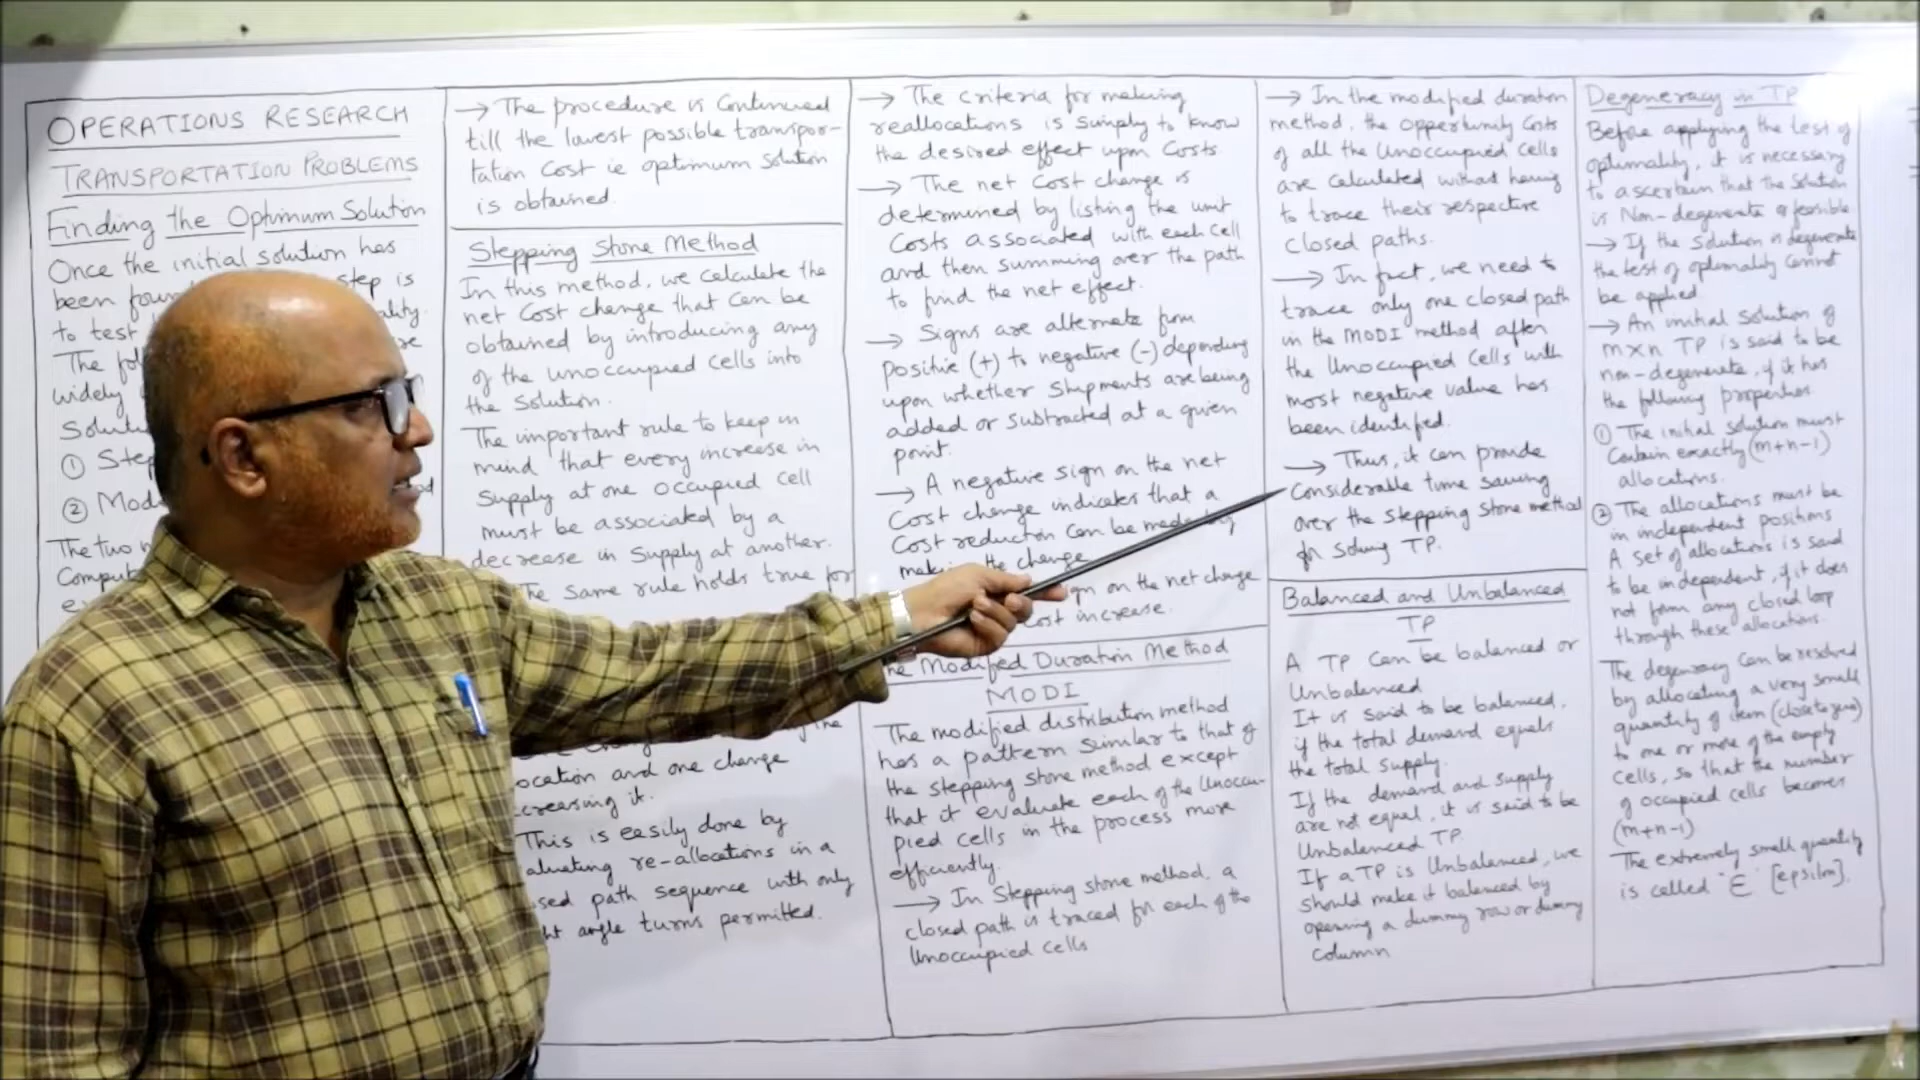 OPERATIONS RESEARCH
TRANSPORTATION PROBLEMS
Finding the Optimum Solution
Once the initial solution has
been step is
to test
The
widely
① 
② 
The two
→ The procedure is Continued
till the lowest possible transpor-
tation Cost ie optimum Solution
is obtained.
Stepping Stone Method
In this method, we calculate the
net Cost change that can be
obtained by introducing any
of the unoccupied cells into
the Solution.
The important rule to keep in
mind that every increase in
Supply at one occupied cell
must be associated by a
decrease in Supply at another.
The same rule holds true for
the
and one change
it.
This is easily done by
re-allocations in a
path sequence with only
angle turns permitted.
→ The criteria for making
reallocations is simply to know
the desired effect upon Costs
→ The net Cost change is
determined by listing the unit
Costs associated with each cell
and then summing over the path
to find the net effect.
→ Signs are alternate from
positive (+) to negative (-) depending
upon whether Shipments are being
added or subtracted at a given
point.
→ A negative sign on the net
Cost change indicates that a
Cost reduction can be made by
the change
on the net change
Cost increase.
The Modified Duration Method
MODI
The modified distribution method
has a pattern similar to that of
the stepping stone method except
that it evaluate each of the Unoccu-
pied cells in the process more
efficiently.
→ In Stepping stone method, a
closed path is traced for each of the
Unoccupied cells
→ In the modified duration
method, the opportunity Costs
of all the Unoccupied Cells
are Calculated without having
to trace their respective
closed paths.
→ In fact, we need to
trace only one closed path
in the MODI method after
the Unoccupied Cells with
most negative value has
been identified.
→ Thus, it can provide
Considerable time saving
over the stepping Stone method
for solving TP.
Balanced and Unbalanced
TP
A TP Can be balanced or
Unbalanced
It is said to be balanced,
if the total demand equals
the total supply.
If the demand and supply
are not equal, it is said to be
Unbalanced TP.
If a TP is Unbalanced, we
should make it balanced by
opening a dummy row or dummy
Column
Degeneracy in TP
Before applying the test of
optimality, it is necessary
to ascertain that the Solution
is Non-degenerate & feasible
→ If the Solution is degenerate
the test of optimality Cannot
be applied.
→ An initial Solution of
m×n TP is said to be
non-degenerate, if it has
the following properties
① The initial solution must
Contain exactly (m+n-1)
allocations.
② The allocations must be
in independent positions
A set of allocations is said
to be independent, if it does
not form any closed loop
through these allocations.
The degeneracy can be resolved
by allocating a very small
quantity of item (close to zero)
to one or more of the empty
Cells, so that the number
of occupied cells becomes
(m+n-1)
The extremely small quantity
is called "Є" [epsilon].